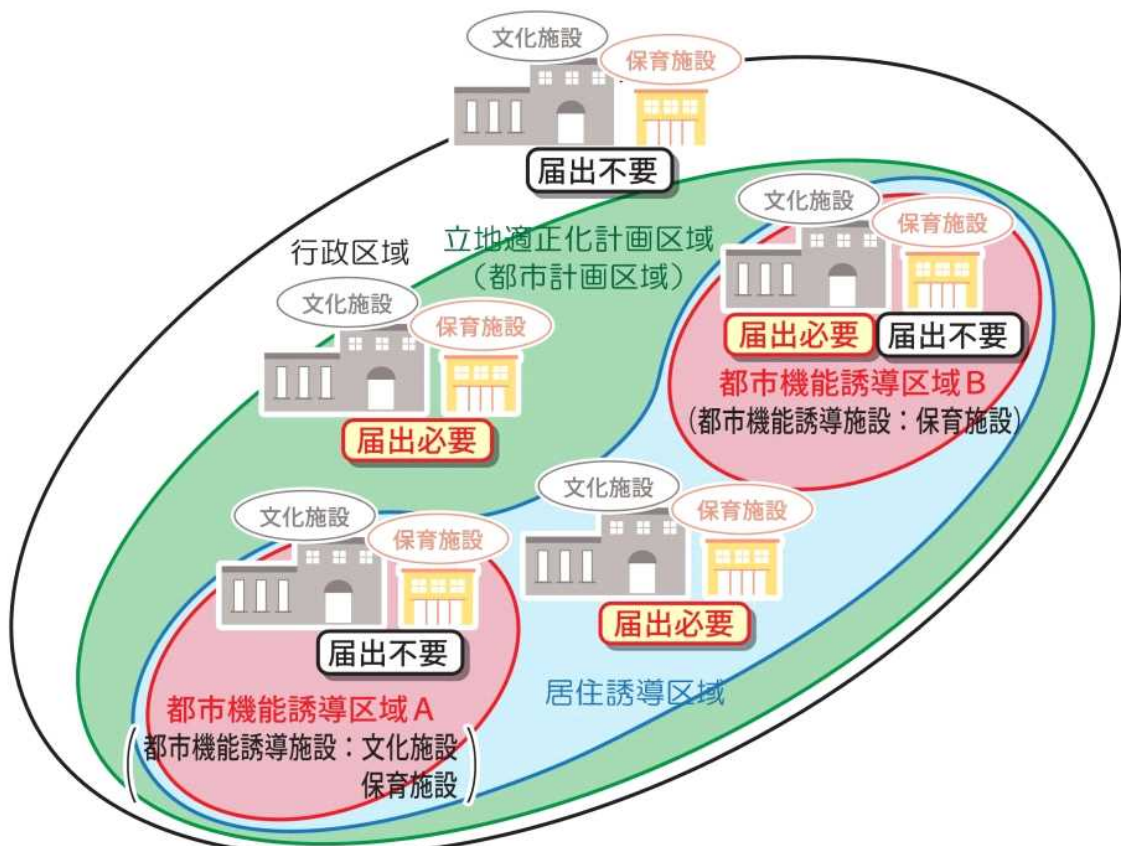 文化施設
保育施設
届出不要
行政区域
立地適正化計画区域
（都市計画区域）
文化施設
保育施設
届出必要
届出不要
都市機能誘導区域B
（都市機能誘導施設：保育施設）
文化施設
保育施設
届出必要
文化施設
保育施設
届出必要
文化施設
保育施設
届出不要
都市機能誘導区域A
（都市機能誘導施設：文化施設
保育施設）
居住誘導区域